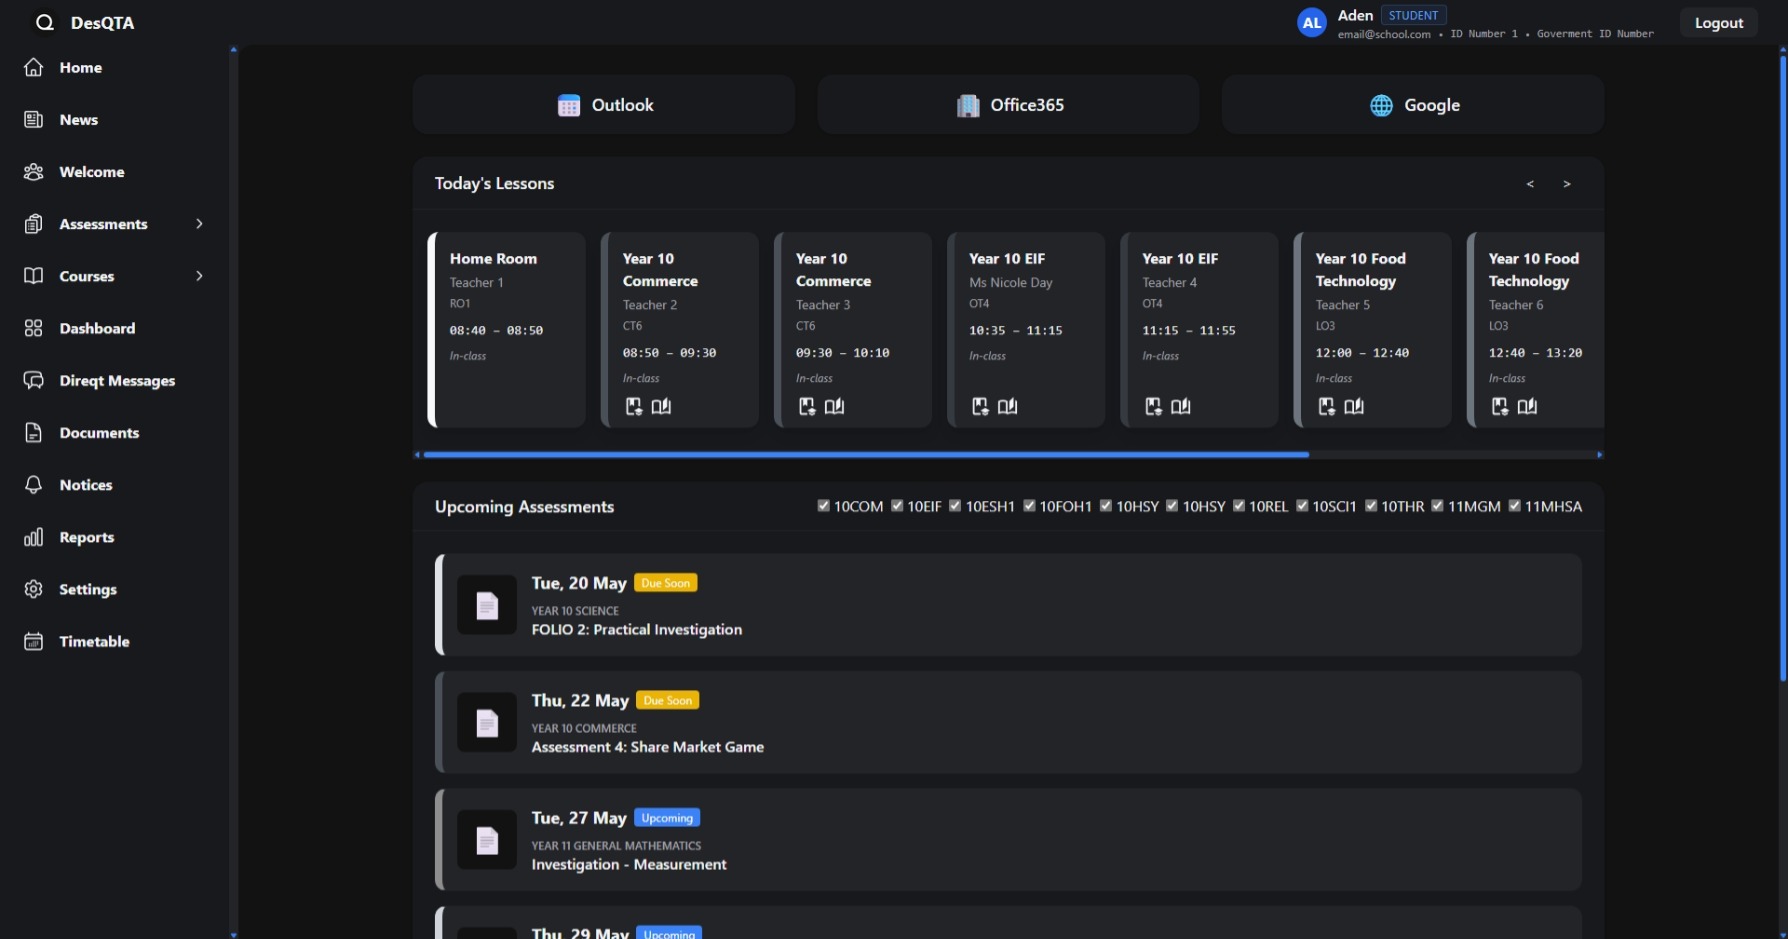 DesQTA
AL
Aden STUDENT
email@school.com • ID Number 1 • Goverment ID Number
Logout
Home
News
Welcome
Assessments
Courses
Dashboard
Direqt Messages
Documents
Notices
Reports
Settings
Timetable
Outlook
Office365
Google
Today's Lessons
< >
Home Room
Teacher 1
RO1
08:40 – 08:50
In-class
Year 10
Commerce
Teacher 2
CT6
08:50 – 09:30
In-class
Year 10
Commerce
Teacher 3
CT6
09:30 – 10:10
In-class
Year 10 EIF
Ms Nicole Day
OT4
10:35 – 11:15
In-class
Year 10 EIF
Teacher 4
OT4
11:15 – 11:55
In-class
Year 10 Food
Technology
Teacher 5
LO3
12:00 – 12:40
In-class
Year 10 Food
Technology
Teacher 6
LO3
12:40 – 13:20
In-class
Upcoming Assessments
10COM 10EIF 10ESH1 10FOH1 10HSY 10HSY 10REL 10SCI1 10THR 11MGM 11MHSA
Tue, 20 May Due Soon
YEAR 10 SCIENCE
FOLIO 2: Practical Investigation
Thu, 22 May Due Soon
YEAR 10 COMMERCE
Assessment 4: Share Market Game
Tue, 27 May Upcoming
YEAR 11 GENERAL MATHEMATICS
Investigation - Measurement
Thu, 29 May Upcoming